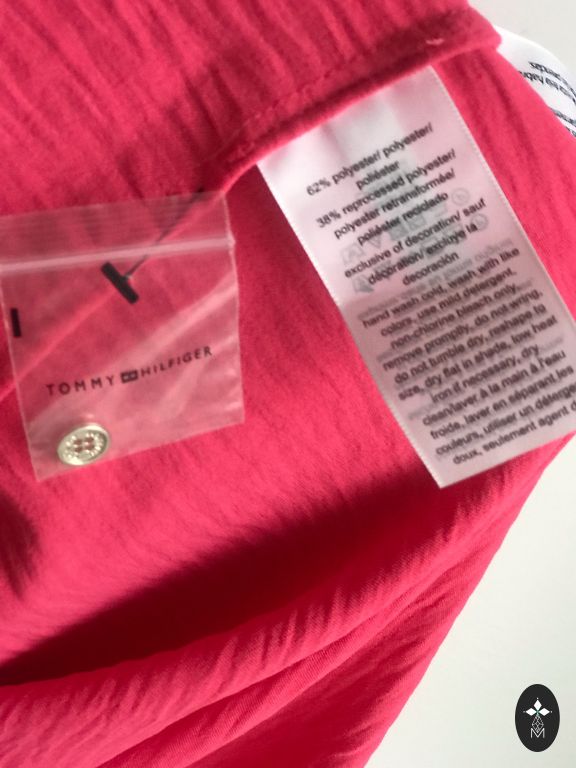 TOMMY HILFIGER
62% polyester/ polyester/
poliéster
38% reprocessed polyester/
polyester retransformée/
poliéster reciclado
exclusive of decoration/ sauf
décoration/ excluye la
decoración
hand wash cold, wash with like
colors, use mild detergent,
non-chlorine bleach only,
remove promptly, do not wring,
do not tumble dry, reshape to
size, dry flat in shade, low heat
iron if necessary, dry
clean/laver à la main à l'eau
froide, laver en séparant les
couleurs, utiliser un déterge
doux, seulement agent d
M